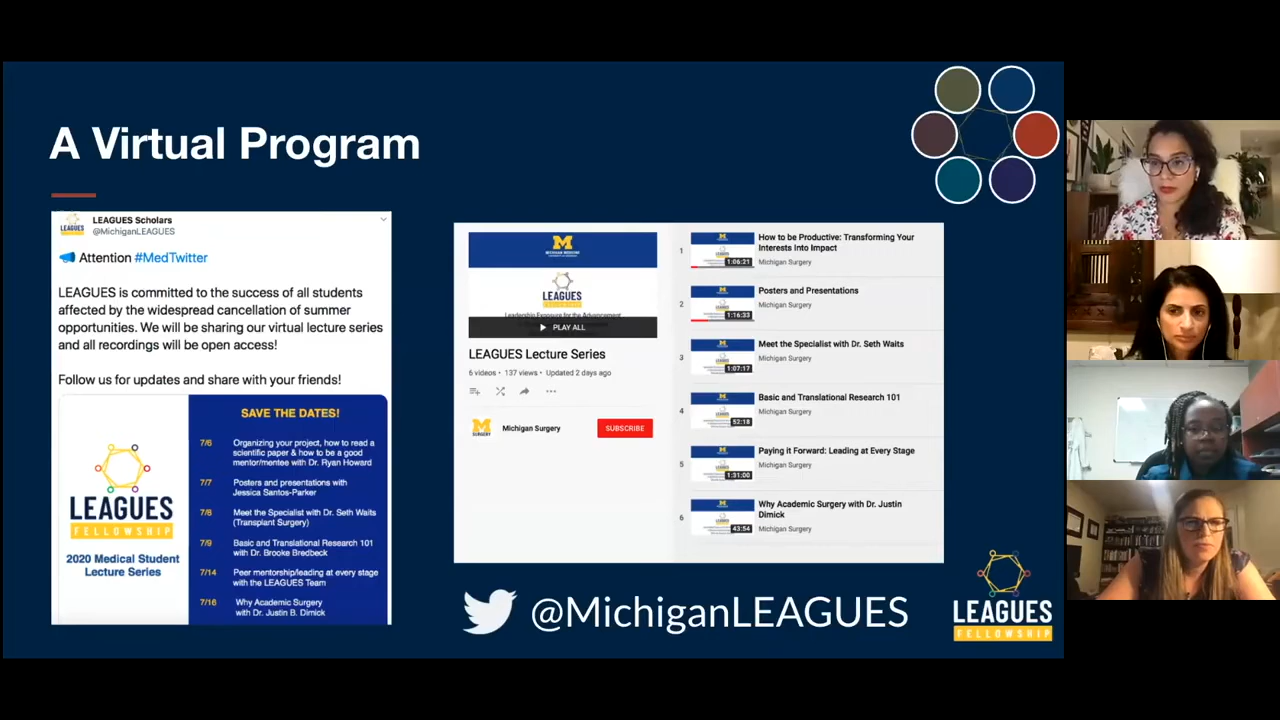 A Virtual Program
LEAGUES Scholars
@MichiganLEAGUES
Attention #MedTwitter
LEAGUES is committed to the success of all students
affected by the widespread cancellation of summer
opportunities. We will be sharing our virtual lecture series
and all recordings will be open access!
Follow us for updates and share with your friends!
LEAGUES
FELLOWSHIP
2020 Medical Student
Lecture Series
SAVE THE DATES!
7/6 Organizing your project, how to read a
scientific paper & how to be a good
mentor/mentee with Dr. Ryan Howard
7/7 Posters and presentations with
Jessica Santos-Parker
7/8 Meet the Specialist with Dr. Seth Waits
(Transplant Surgery)
7/9 Basic and Translational Research 101
with Dr. Brooke Bredbeck
7/14 Peer mentorship/leading at every stage
with the LEAGUES Team
7/16 Why Academic Surgery
with Dr. Justin B. Dimick
M
MICHIGAN MEDICINE
LEAGUES
Leadership Exposure for the Advancement
PLAY ALL
LEAGUES Lecture Series
6 videos • 137 views • Updated 2 days ago
M
SURGERY
Michigan Surgery
SUBSCRIBE
1 1:06:21 How to be Productive: Transforming Your
Interests Into Impact
Michigan Surgery
2 1:16:33 Posters and Presentations
Michigan Surgery
3 1:07:17 Meet the Specialist with Dr. Seth Waits
Michigan Surgery
4 52:18 Basic and Translational Research 101
Michigan Surgery
5 1:31:00 Paying it Forward: Leading at Every Stage
Michigan Surgery
6 43:54 Why Academic Surgery with Dr. Justin
Dimick
Michigan Surgery
@MichiganLEAGUES
LEAGUES
FELLOWSHIP